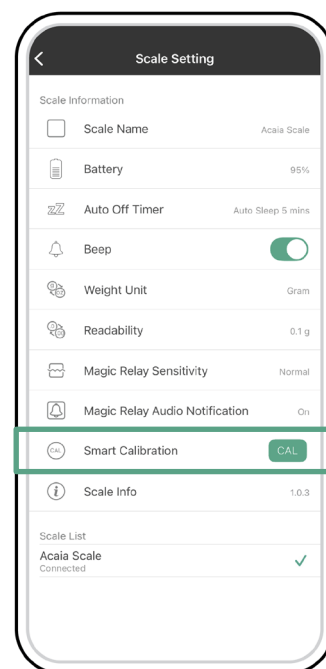 Scale Setting
Scale Information
Scale Name Acaia Scale
Battery 95%
zZ Auto Off Timer Auto Sleep 5 mins
Beep
Weight Unit Gram
Readability 0.1 g
Magic Relay Sensitivity Normal
Magic Relay Audio Notification On
CAL Smart Calibration CAL
i Scale Info 1.0.3
Scale List
Acaia Scale
Connected